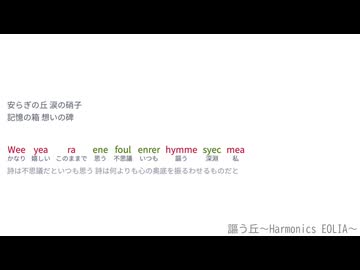 安らぎの丘 涙の硝子
記憶の箱 想いの碑
Wee yea ra ene foul enrer hymme syec mea
かなり 嬉しい このままで 思う 不思議 いつも 謳う 深淵 私
詩は不思議だといつも思う 詩は何よりも心の奥底を振るわせるものだと
謳う丘～Harmonics EOLIA～